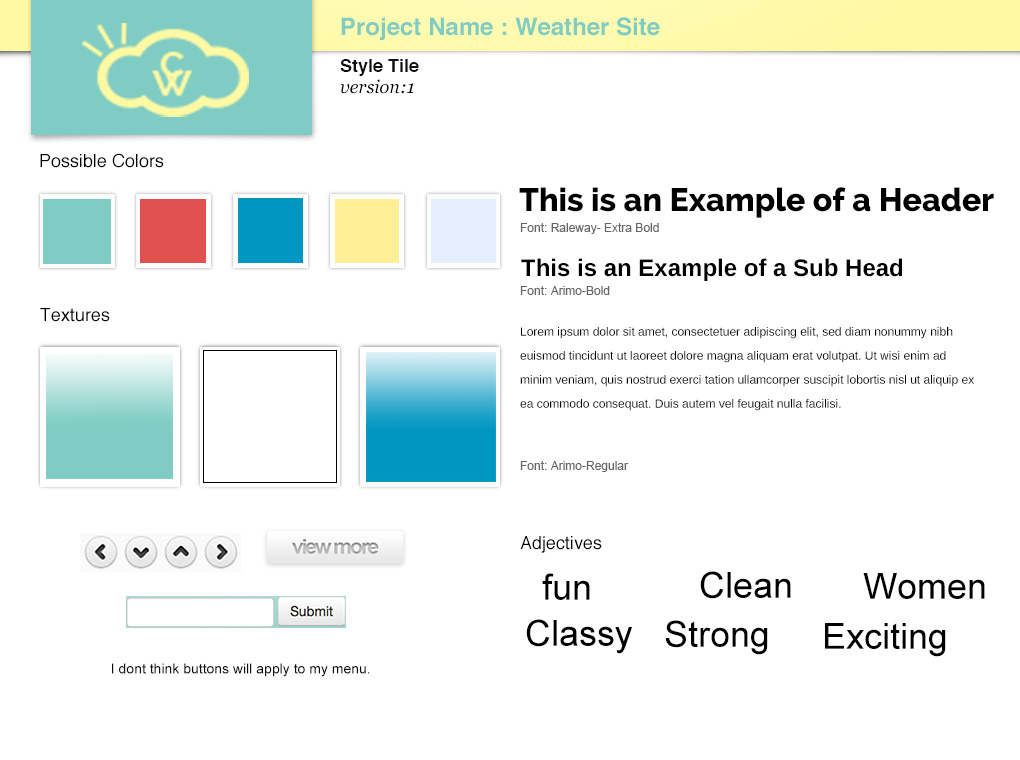 Project Name : Weather Site
CW
Style Tile
version:1
Possible Colors
This is an Example of a Header
Font: Raleway- Extra Bold
This is an Example of a Sub Head
Font: Arimo-Bold
Textures
Lorem ipsum dolor sit amet, consectetuer adipiscing elit, sed diam nonummy nibh
euismod tincidunt ut laoreet dolore magna aliquam erat volutpat. Ut wisi enim ad
minim veniam, quis nostrud exerci tation ullamcorper suscipit lobortis nisl ut aliquip ex
ea commodo consequat. Duis autem vel feugait nulla facilisi.
Font: Arimo-Regular
view more
Submit
I dont think buttons will apply to my menu.
Adjectives
fun Clean Women
Classy Strong Exciting